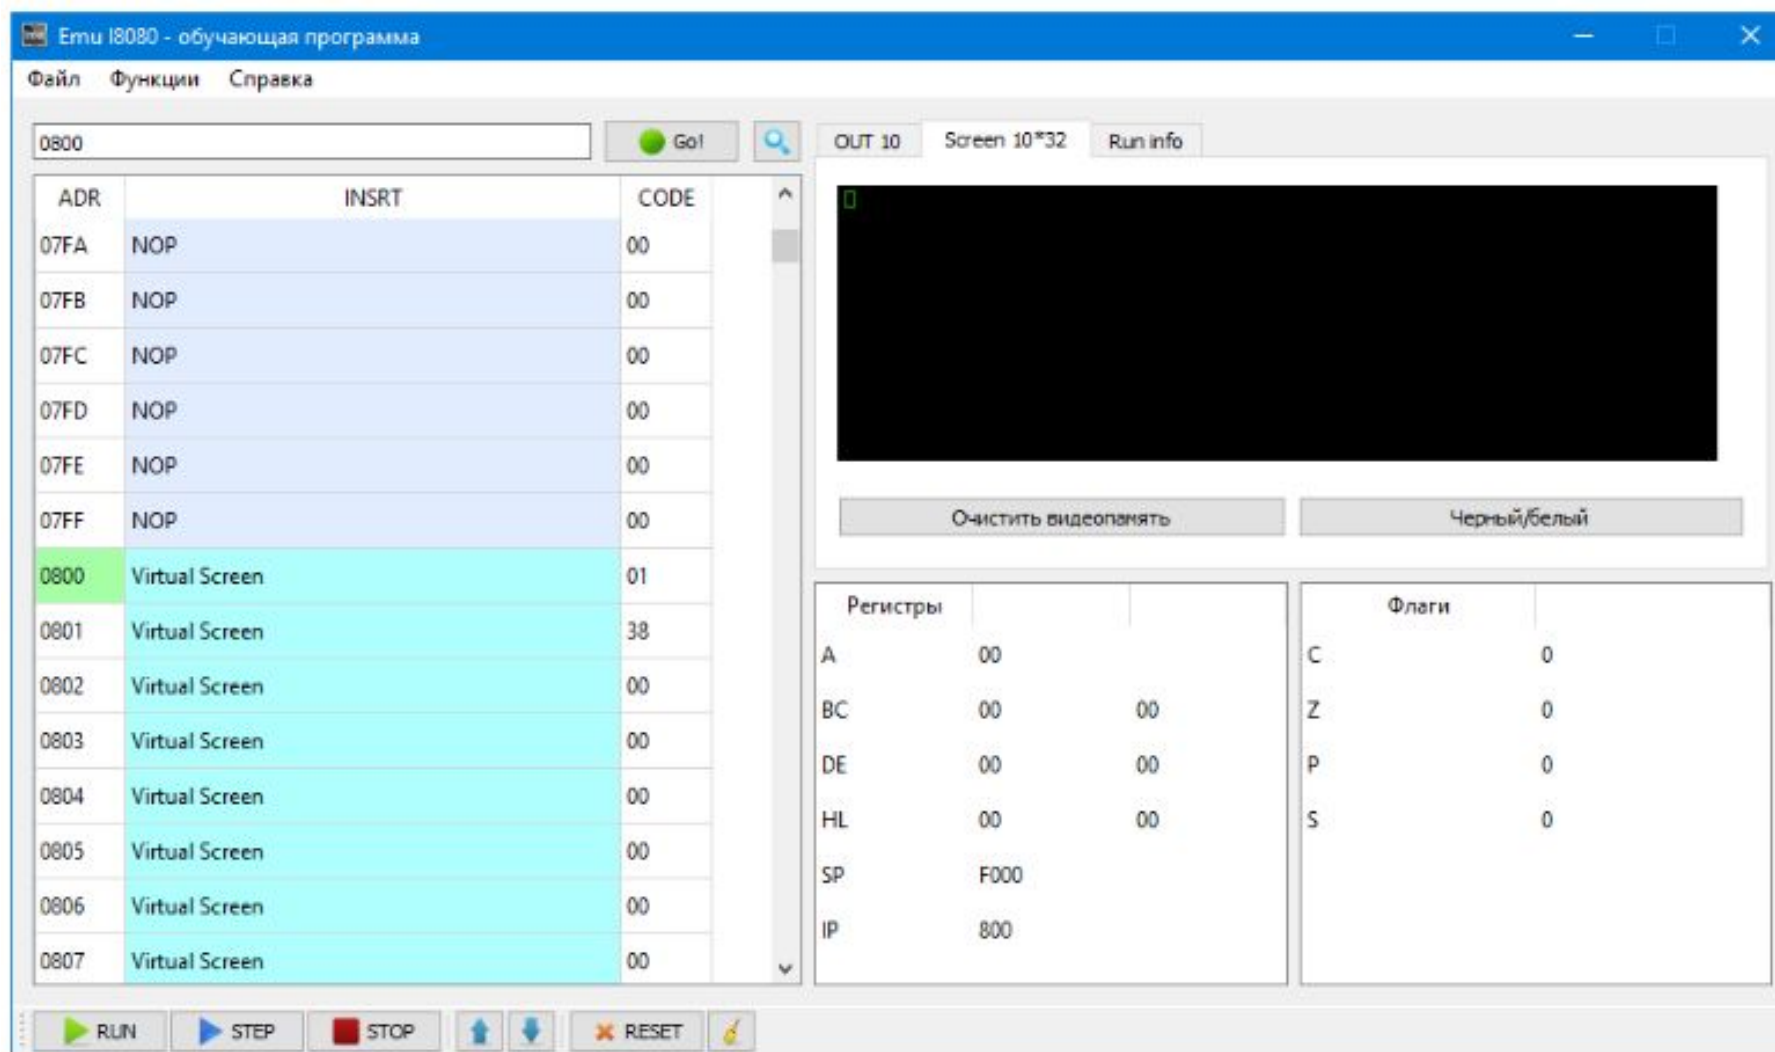 Emu I8080 - обучающая программа
Файл Функции Справка
0800 Go!
ADR INSRT CODE
07FA NOP 00
07FB NOP 00
07FC NOP 00
07FD NOP 00
07FE NOP 00
07FF NOP 00
0800 Virtual Screen 01
0801 Virtual Screen 38
0802 Virtual Screen 00
0803 Virtual Screen 00
0804 Virtual Screen 00
0805 Virtual Screen 00
0806 Virtual Screen 00
0807 Virtual Screen 00
OUT 10 Screen 10*32 Run info
Очистить видеопамять Черный/белый
Регистры
A 00
BC 00 00
DE 00 00
HL 00 00
SP F000
IP 800
Флаги
C 0
Z 0
P 0
S 0
RUN STEP STOP RESET